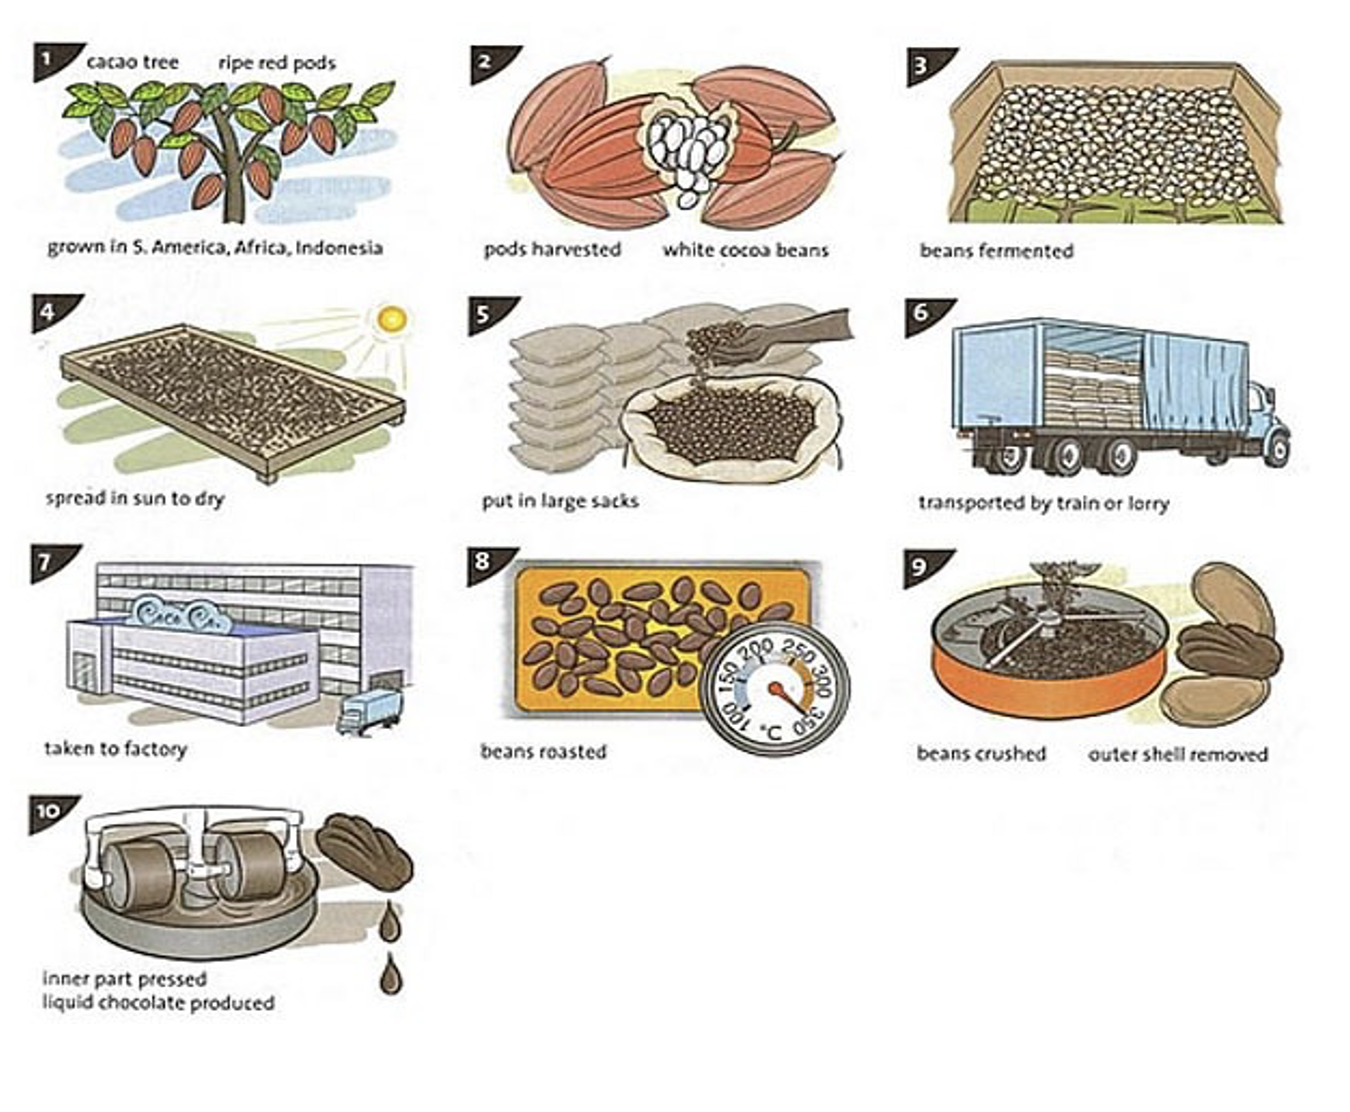 1
cacao tree ripe red pods
grown in S. America, Africa, Indonesia
2
pods harvested white cocoa beans
3
beans fermented
4
spread in sun to dry
5
put in large sacks
6
transported by train or lorry
7
Coco Co.
taken to factory
8
100 150 200 250 300 350
°C
beans roasted
9
beans crushed outer shell removed
10
inner part pressed
liquid chocolate produced